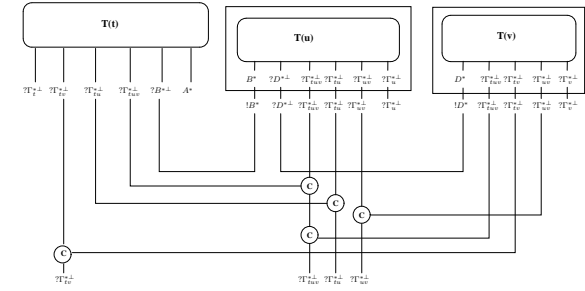 T(t)
T(u)
T(v)
B* ?D*⊥ ?Γ*⊥tuv ?Γ*⊥tu ?Γ*⊥uv ?Γ*⊥u
D* ?Γ*⊥tuv ?Γ*⊥tv ?Γ*⊥uv ?Γ*⊥v
?Γ*⊥t ?Γ*⊥tv ?Γ*⊥tu ?Γ*⊥tuv ?B*⊥ A*
!B* ?D*⊥ ?Γ*⊥tuv ?Γ*⊥tu ?Γ*⊥uv ?Γ*⊥u
!D* ?Γ*⊥tuv ?Γ*⊥tv ?Γ*⊥uv ?Γ*⊥v
C
C
C
C
C
?Γ*⊥tv ?Γ*⊥tuv ?Γ*⊥tu ?Γ*⊥uv